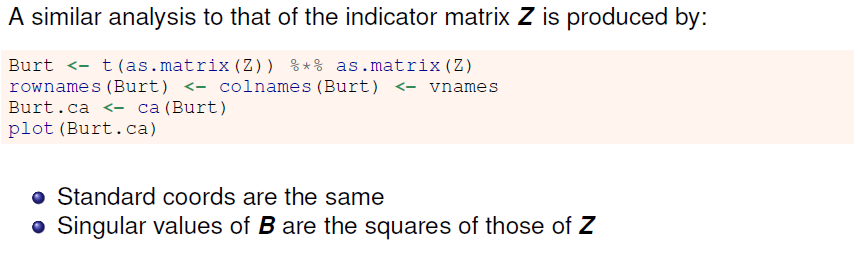 A similar analysis to that of the indicator matrix Z is produced by:
Burt <- t(as.matrix(Z)) %*% as.matrix(Z)
rownames(Burt) <- colnames(Burt) <- vnames
Burt.ca <- ca(Burt)
plot(Burt.ca)
Standard coords are the same
Singular values of B are the squares of those of Z